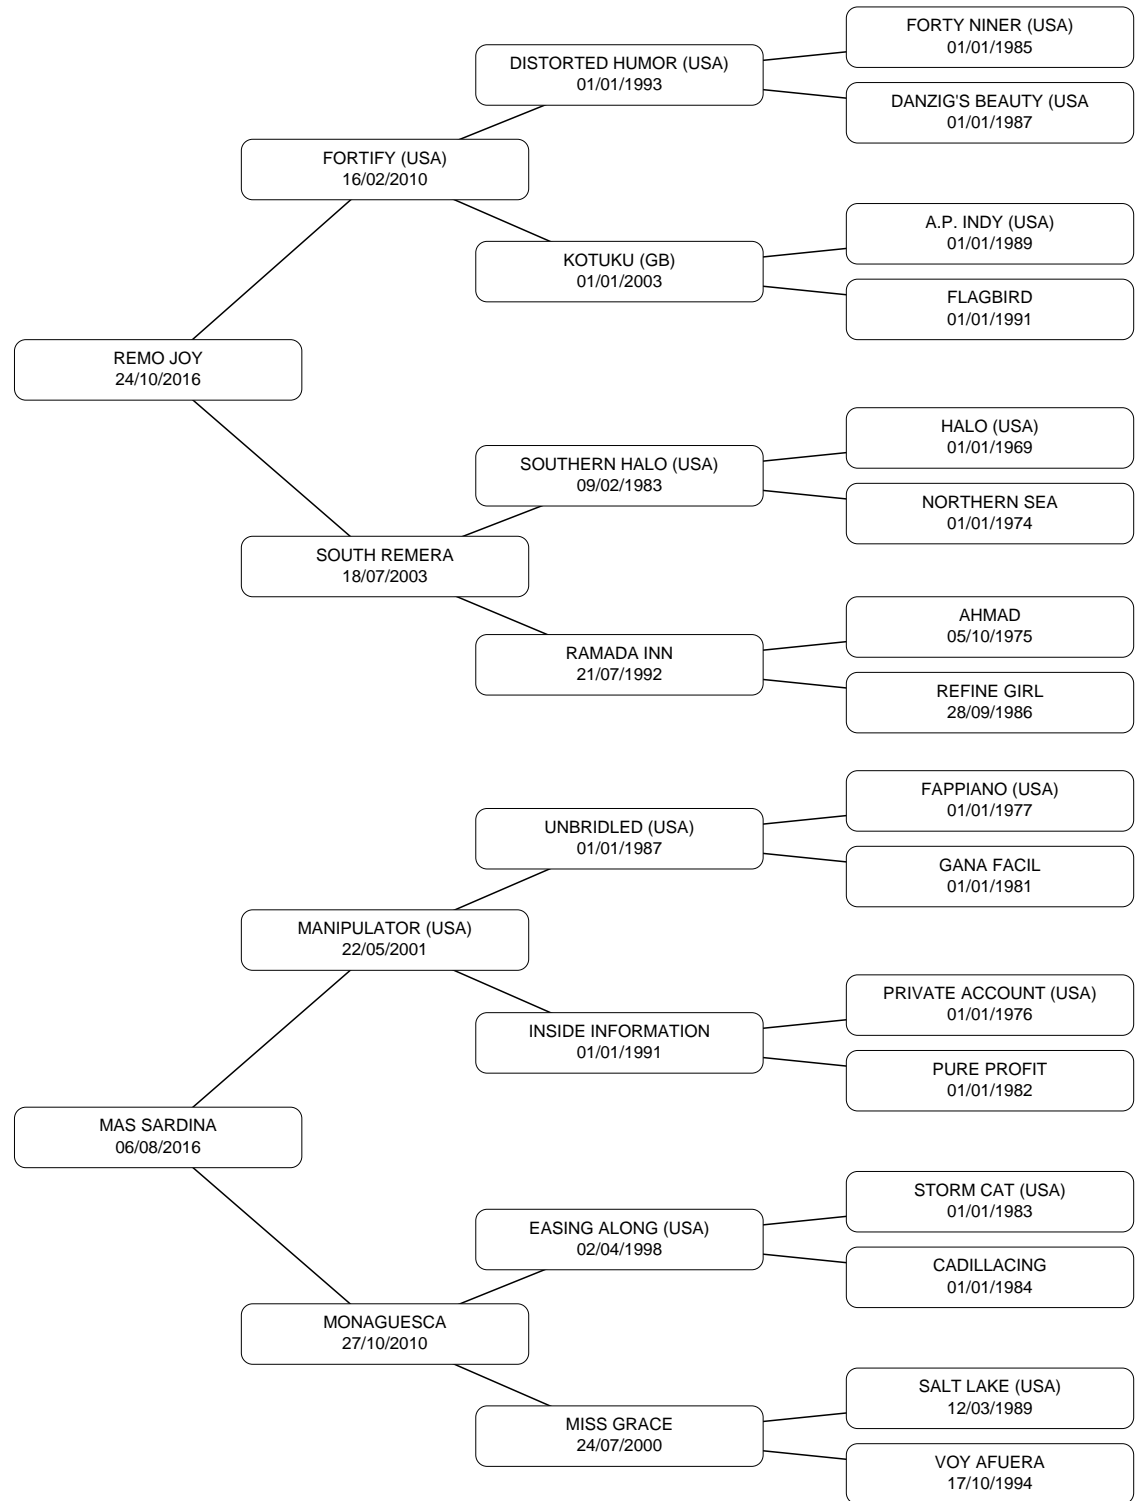 FORTY NINER (USA)
01/01/1985
DISTORTED HUMOR (USA)
01/01/1993
DANZIG'S BEAUTY (USA
01/01/1987
FORTIFY (USA)
16/02/2010
A.P. INDY (USA)
01/01/1989
KOTUKU (GB)
01/01/2003
FLAGBIRD
01/01/1991
REMO JOY
24/10/2016
HALO (USA)
01/01/1969
SOUTHERN HALO (USA)
09/02/1983
NORTHERN SEA
01/01/1974
SOUTH REMERA
18/07/2003
AHMAD
05/10/1975
RAMADA INN
21/07/1992
REFINE GIRL
28/09/1986
FAPPIANO (USA)
01/01/1977
UNBRIDLED (USA)
01/01/1987
GANA FACIL
01/01/1981
MANIPULATOR (USA)
22/05/2001
PRIVATE ACCOUNT (USA)
01/01/1976
INSIDE INFORMATION
01/01/1991
PURE PROFIT
01/01/1982
MAS SARDINA
06/08/2016
STORM CAT (USA)
01/01/1983
EASING ALONG (USA)
02/04/1998
CADILLACING
01/01/1984
MONAGUESCA
27/10/2010
SALT LAKE (USA)
12/03/1989
MISS GRACE
24/07/2000
VOY AFUERA
17/10/1994